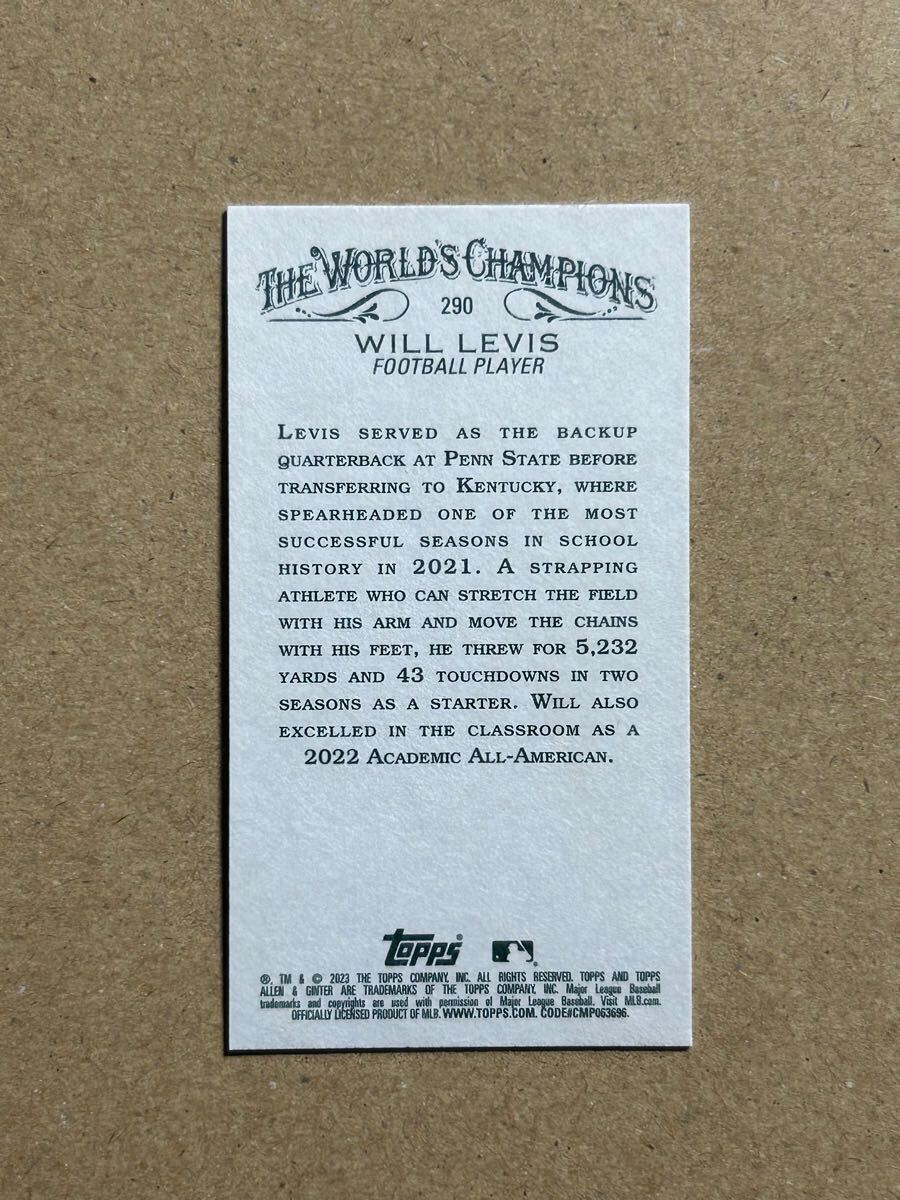 THE WORLD'S CHAMPIONS
290
WILL LEVIS
FOOTBALL PLAYER
LEVIS SERVED AS THE BACKUP
QUARTERBACK AT PENN STATE BEFORE
TRANSFERRING TO KENTUCKY, WHERE
SPEARHEADED ONE OF THE MOST
SUCCESSFUL SEASONS IN SCHOOL
HISTORY IN 2021. A STRAPPING
ATHLETE WHO CAN STRETCH THE FIELD
WITH HIS ARM AND MOVE THE CHAINS
WITH HIS FEET, HE THREW FOR 5,232
YARDS AND 43 TOUCHDOWNS IN TWO
SEASONS AS A STARTER. WILL ALSO
EXCELLED IN THE CLASSROOM AS A
2022 ACADEMIC ALL-AMERICAN.
TOPPS®
® TM & © 2023 THE TOPPS COMPANY, INC. ALL RIGHTS RESERVED. TOPPS AND TOPPS
ALLEN & GINTER ARE TRADEMARKS OF THE TOPPS COMPANY, INC. Major League Baseball
trademarks and copyrights are used with permission of Major League Baseball. Visit MLB.com.
OFFICIALLY LICENSED PRODUCT OF MLB. WWW.TOPPS.COM. CODE#CMP063696.